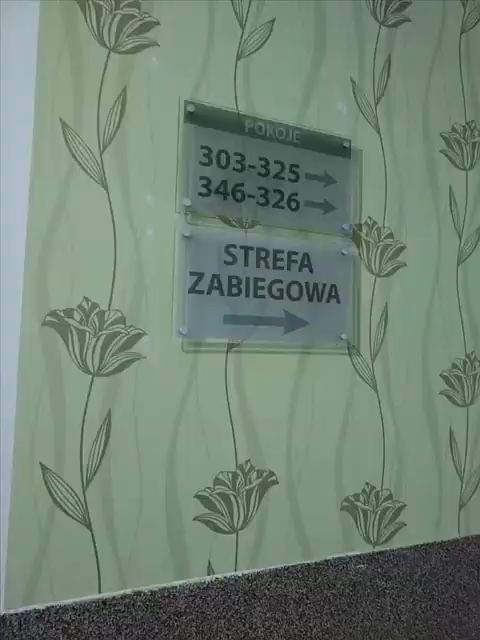 POKOJE
303-325 →
346-326 →
STREFA
ZABIEGOWA
→